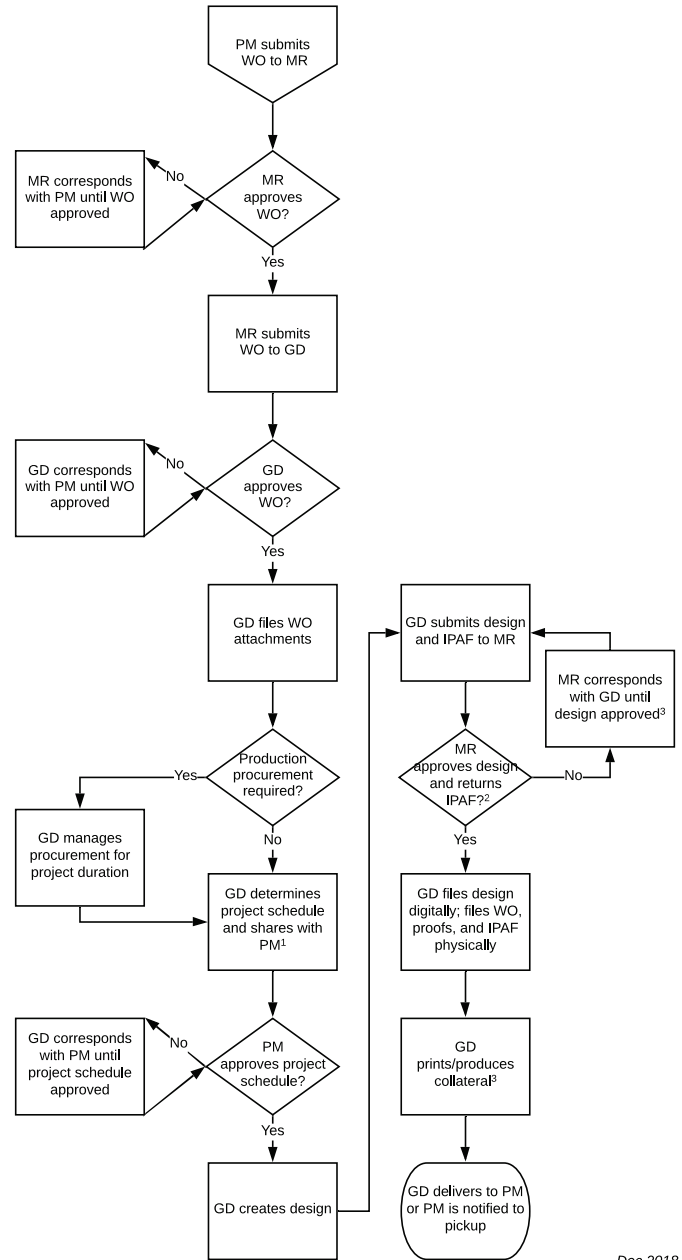 PM submits
WO to MR
MR corresponds
with PM until WO
approved
No
MR
approves
WO?
Yes
MR submits
WO to GD
GD corresponds
with PM until WO
approved
No
GD
approves
WO?
Yes
GD files WO
attachments
Production
procurement
required?
Yes
No
GD manages
procurement for
project duration
GD determines
project schedule
and shares with
PM¹
GD corresponds
with PM until
project schedule
approved
No
PM
approves project
schedule?
Yes
GD creates design
GD submits design
and IPAF to MR
MR corresponds
with GD until
design approved³
MR
approves design
and returns
IPAF?²
No
Yes
GD files design
digitally; files WO,
proofs, and IPAF
physically
GD
prints/produces
collateral³
GD delivers to PM
or PM is notified to
pickup
Dec 2018